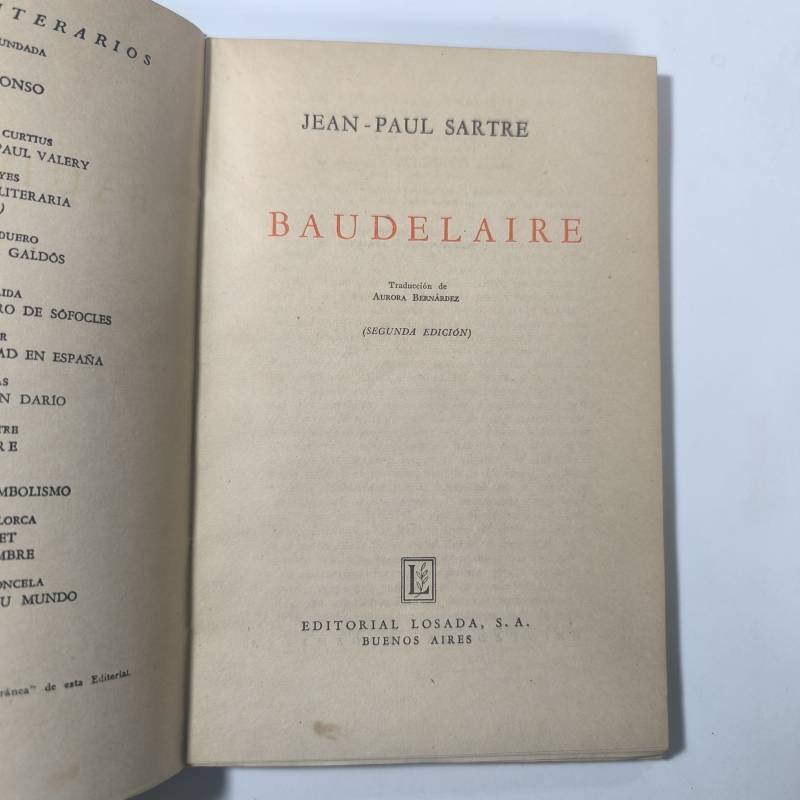 TERARIOS
UNDADA
ONSO
CURTIUS
PAUL VALERY
YES
LITERARIA
)
DUERO
GALDÓS
LIDA
RO DE SÓFOCLES
R
AD EN ESPAÑA
AS
N DARÍO
TRE
RE
MBOLISMO
LORCA
ET
MBRE
ONCELA
U MUNDO
ránea" de esta Editorial.
JEAN-PAUL SARTRE
BAUDELAIRE
Traducción de
AURORA BERNÁRDEZ
(SEGUNDA EDICIÓN)
L
EDITORIAL LOSADA, S. A.
BUENOS AIRES